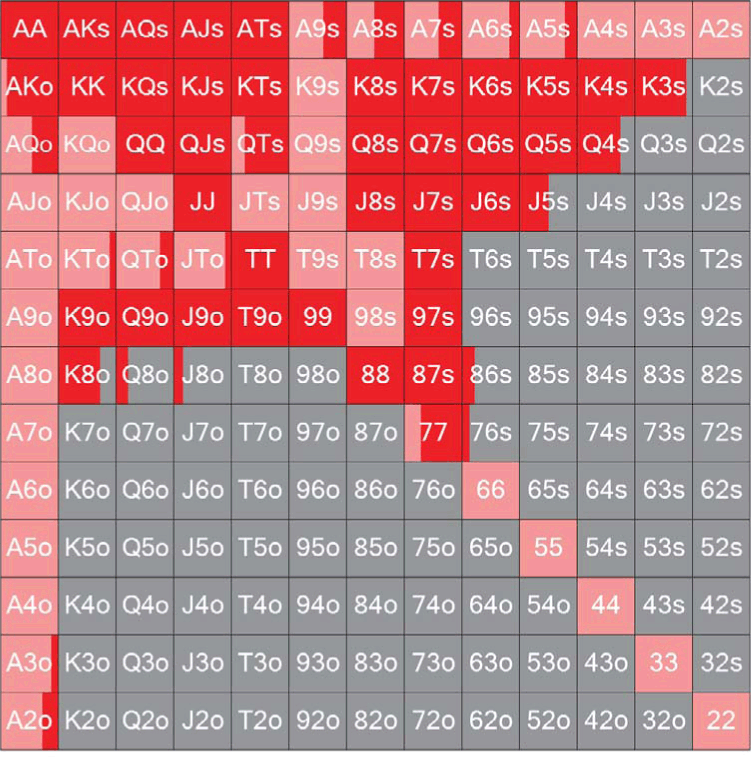 AA AKs AQs AJs ATs A9s A8s A7s A6s A5s A4s A3s A2s
AKo KK KQs KJs KTs K9s K8s K7s K6s K5s K4s K3s K2s
AQo KQo QQ QJs QTs Q9s Q8s Q7s Q6s Q5s Q4s Q3s Q2s
AJo KJo QJo JJ JTs J9s J8s J7s J6s J5s J4s J3s J2s
ATo KTo QTo JTo TT T9s T8s T7s T6s T5s T4s T3s T2s
A9o K9o Q9o J9o T9o 99 98s 97s 96s 95s 94s 93s 92s
A8o K8o Q8o J8o T8o 98o 88 87s 86s 85s 84s 83s 82s
A7o K7o Q7o J7o T7o 97o 87o 77 76s 75s 74s 73s 72s
A6o K6o Q6o J6o T6o 96o 86o 76o 66 65s 64s 63s 62s
A5o K5o Q5o J5o T5o 95o 85o 75o 65o 55 54s 53s 52s
A4o K4o Q4o J4o T4o 94o 84o 74o 64o 54o 44 43s 42s
A3o K3o Q3o J3o T3o 93o 83o 73o 63o 53o 43o 33 32s
A2o K2o Q2o J2o T2o 92o 82o 72o 62o 52o 42o 32o 22